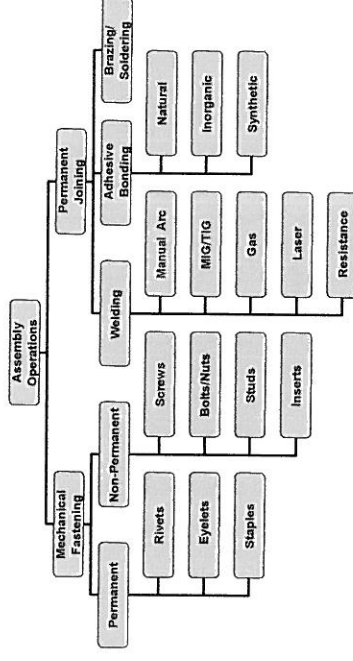 Assembly
Operations
Mechanical
Fastening
Permanent
Joining
Permanent
Non-Permanent
Welding
Adhesive
Bonding
Brazing/
Soldering
Rivets
Eyelets
Staples
Screws
Bolts/Nuts
Studs
Inserts
Manual Arc
MIG/TIG
Gas
Laser
Resistance
Natural
Inorganic
Synthetic